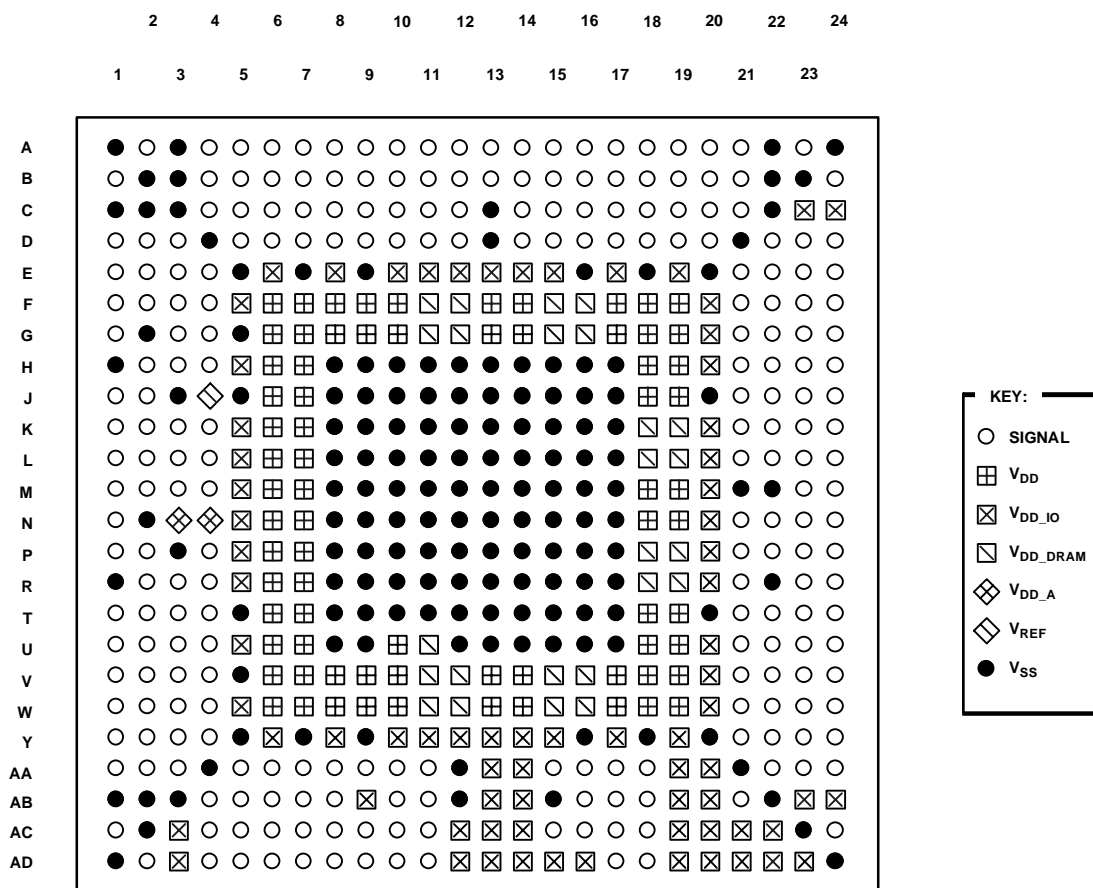 2 4 6 8 10 12 14 16 18 20 22 24
1 3 5 7 9 11 13 15 17 19 21 23
A
B
C
D
E
F
G
H
J
K
L
M
N
P
R
T
U
V
W
Y
AA
AB
AC
AD
KEY:
SIGNAL
VDD
VDD_IO
VDD_DRAM
VDD_A
VREF
VSS